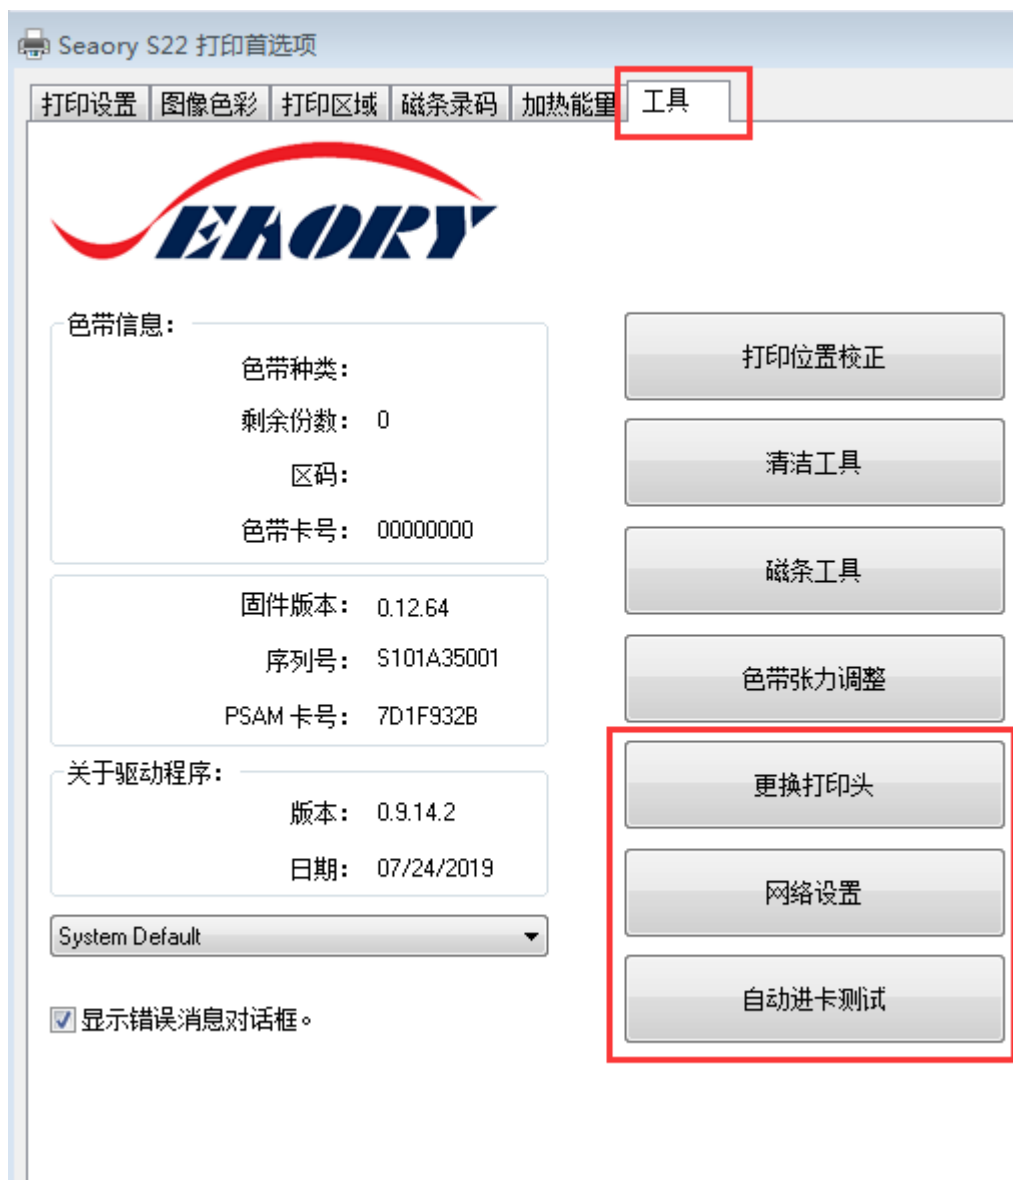 Seaory S22 打印首选项
打印设置 图像色彩 打印区域 磁条录码 加热能量 工具
SEAORY
色带信息：
色带种类：
剩余份数： 0
区码：
色带卡号： 00000000
固件版本： 0.12.64
序列号： S101A35001
PSAM 卡号： 7D1F932B
关于驱动程序：
版本： 0.9.14.2
日期： 07/24/2019
System Default
显示错误消息对话框。
打印位置校正
清洁工具
磁条工具
色带张力调整
更换打印头
网络设置
自动进卡测试